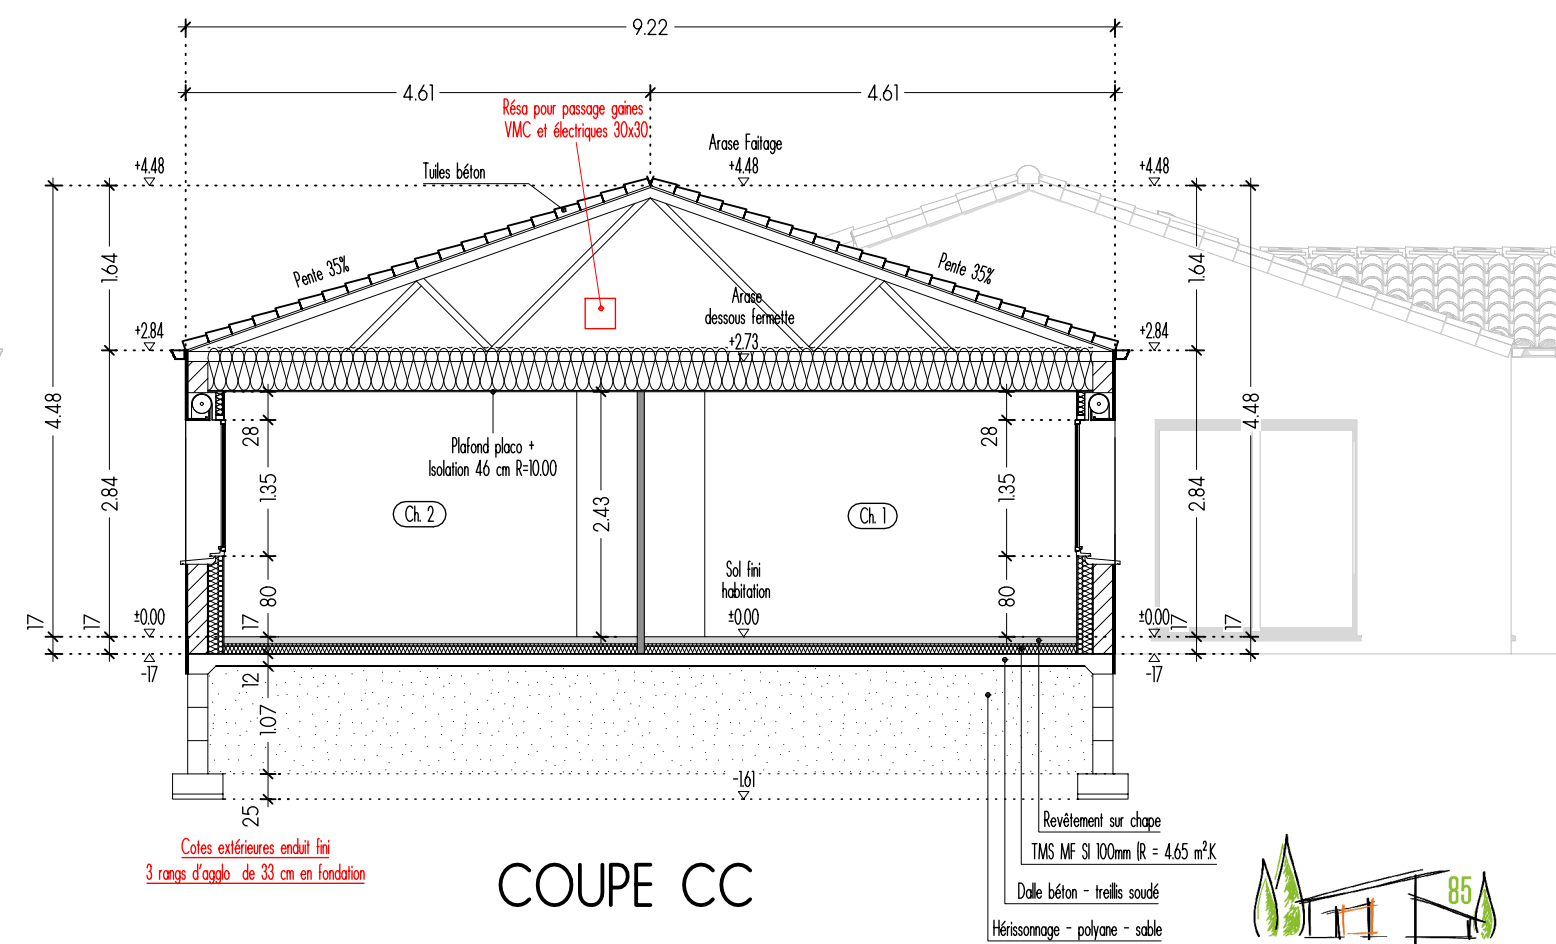 9.22
4.61
4.61
Résa pour passage gaines
VMC et électriques 30x30
Arase Faitage
+4.48
+4.48
+4.48
Tuiles béton
Pente 35%
Pente 35%
1.64
1.64
Arase
dessous fermette
+2.73
+2.84
+2.84
4.48
4.48
28
28
Plafond placo +
Isolation 46 cm R=10.00
1.35
1.35
2.84
2.84
2.43
Ch. 2
Ch. 1
Sol fini
habitation
±0.00
80
80
±0.00
±0.00
17
17
17
17
17
-17
-17
12
1.07
-1.61
25
Revêtement sur chape
TMS MF SI 100mm (R = 4.65 m².K
Dalle béton - treillis soudé
Hérissonnage - polyane - sable
Cotes extérieures enduit fini
3 rangs d'agglo de 33 cm en fondation
COUPE CC
85